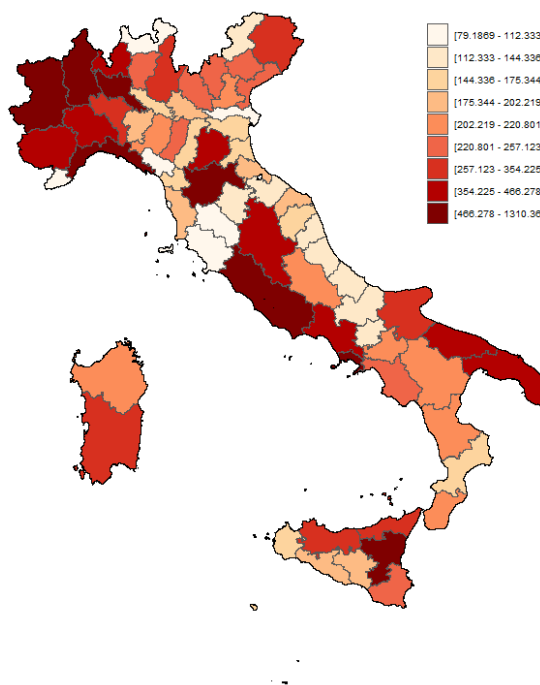 [79.1869 - 112.333
[112.333 - 144.336
[144.336 - 175.344
[175.344 - 202.219
[202.219 - 220.801
[220.801 - 257.123
[257.123 - 354.225
[354.225 - 466.278
[466.278 - 1310.36